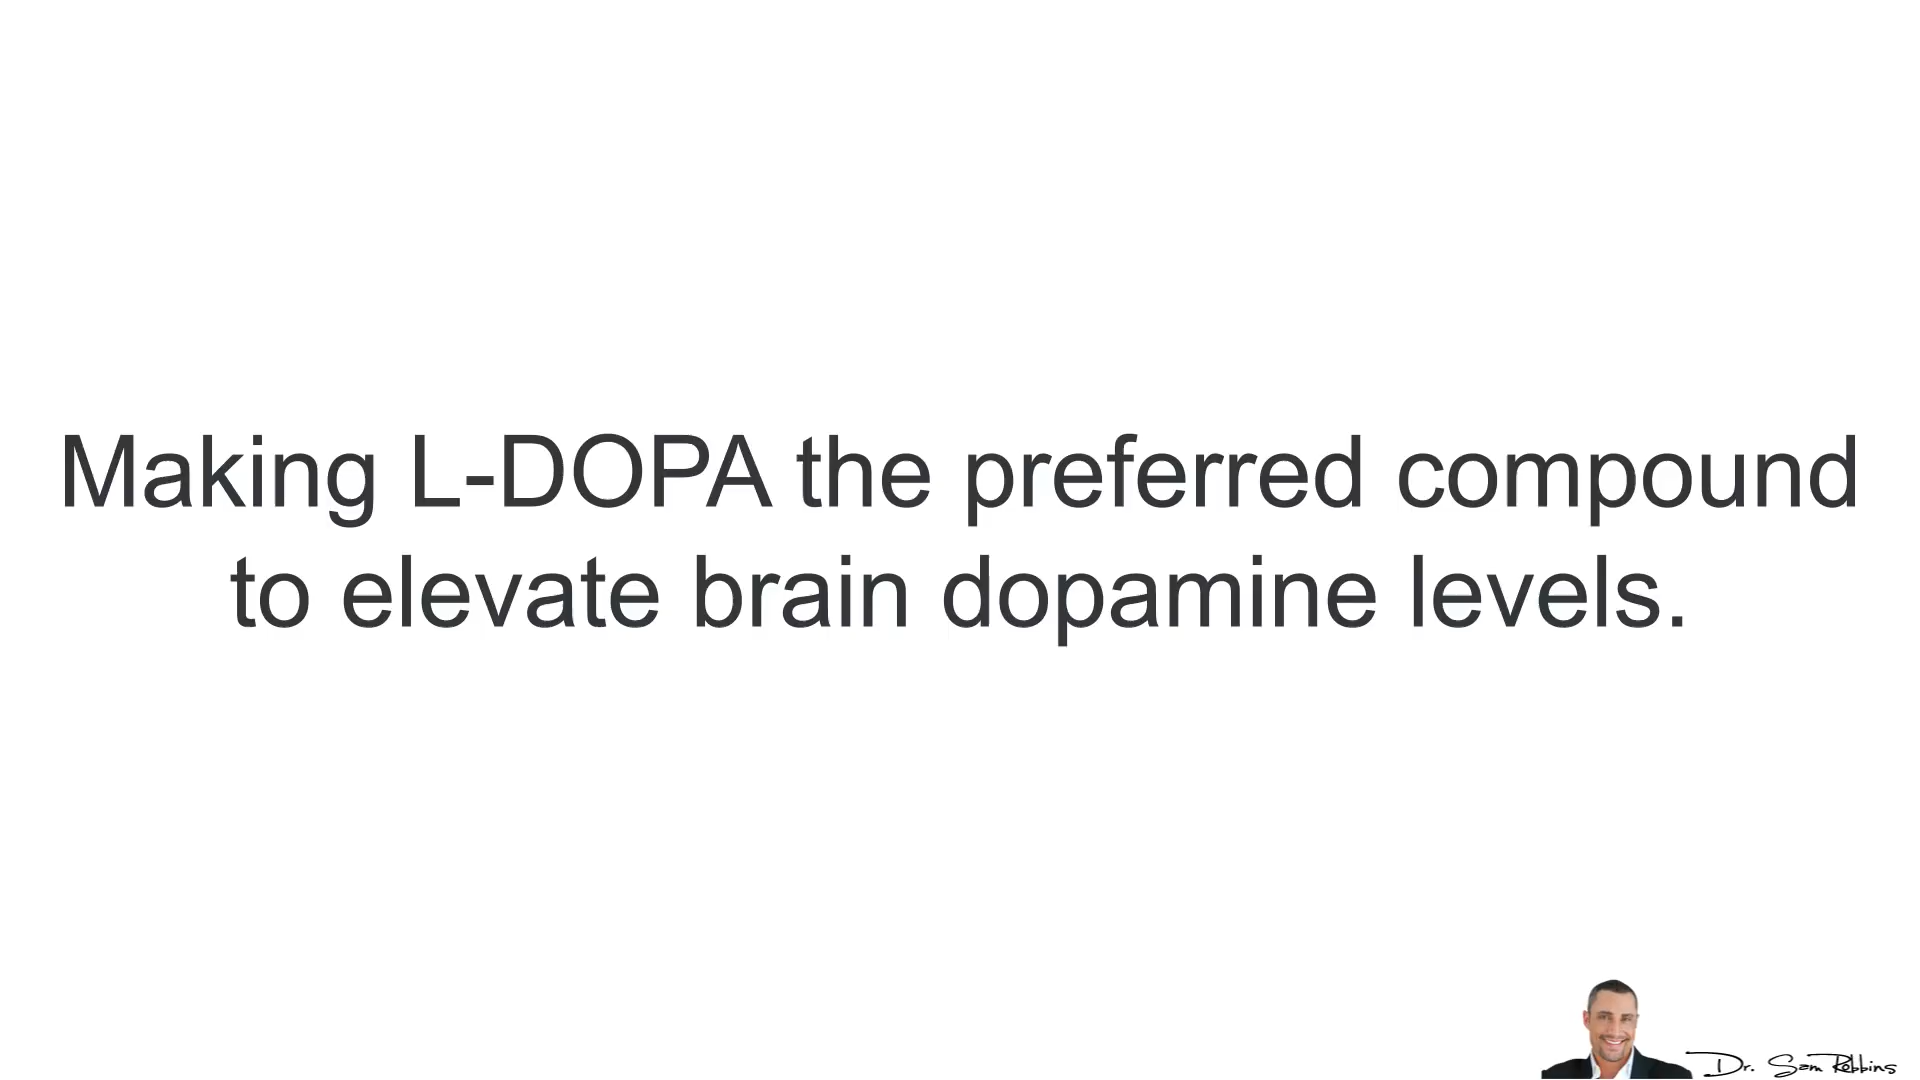 Making L-DOPA the preferred compound
to elevate brain dopamine levels.
Dr. Sam Robbins